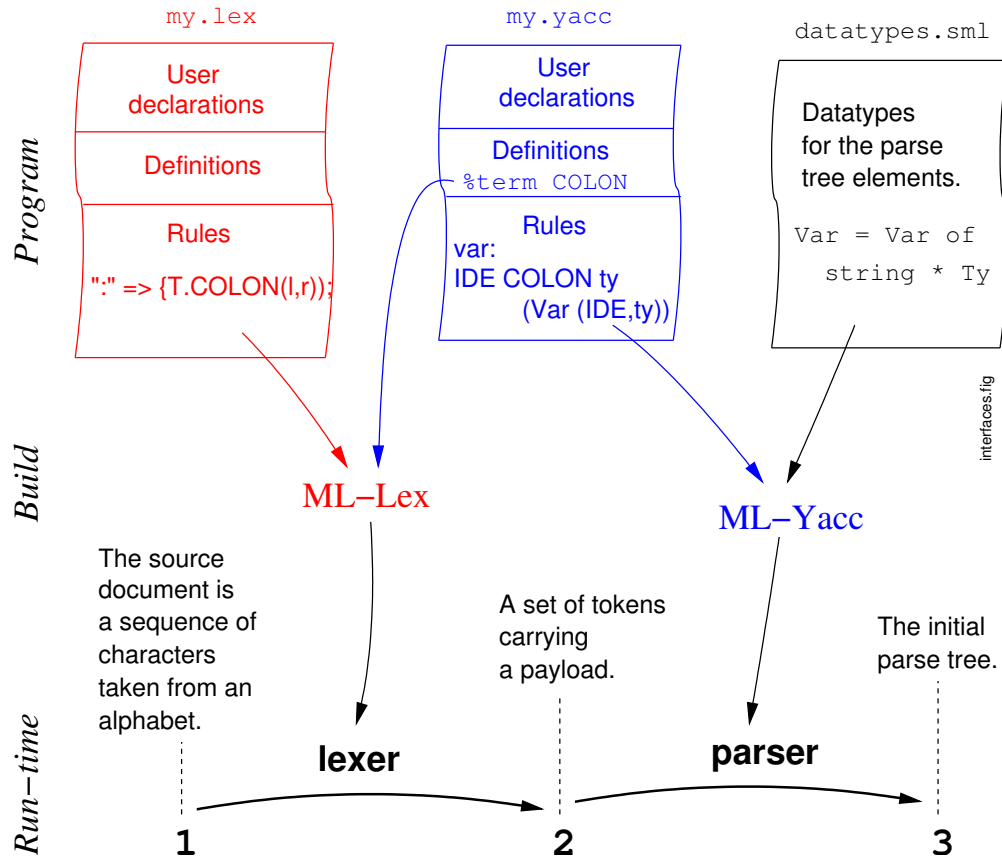 my.lex
my.yacc
datatypes.sml
Program
User
declarations
Definitions
Rules
":" => {T.COLON(l,r));
User
declarations
Definitions
%term COLON
Rules
var:
IDE COLON ty
(Var (IDE,ty))
Datatypes
for the parse
tree elements.
Var = Var of
string * Ty
interfaces.fig
Build
ML−Lex
ML−Yacc
The source
document is
a sequence of
characters
taken from an
alphabet.
A set of tokens
carrying
a payload.
The initial
parse tree.
Run−time
lexer
parser
1
2
3